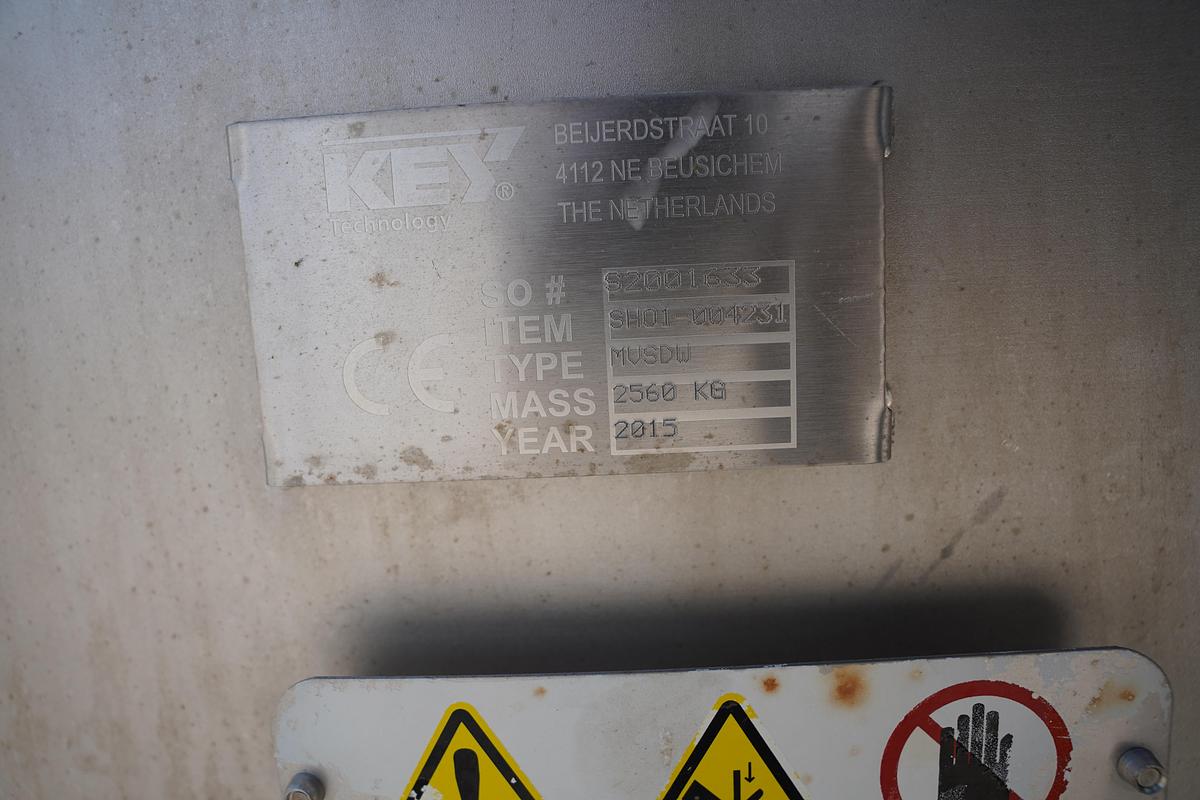 KEY®
Technology
BEIJERDSTRAAT 10
4112 NE BEUSICHEM
THE NETHERLANDS
SO # S2001633
ITEM SH01-004231
TYPE MVSDW
MASS 2560 KG
YEAR 2015
CE